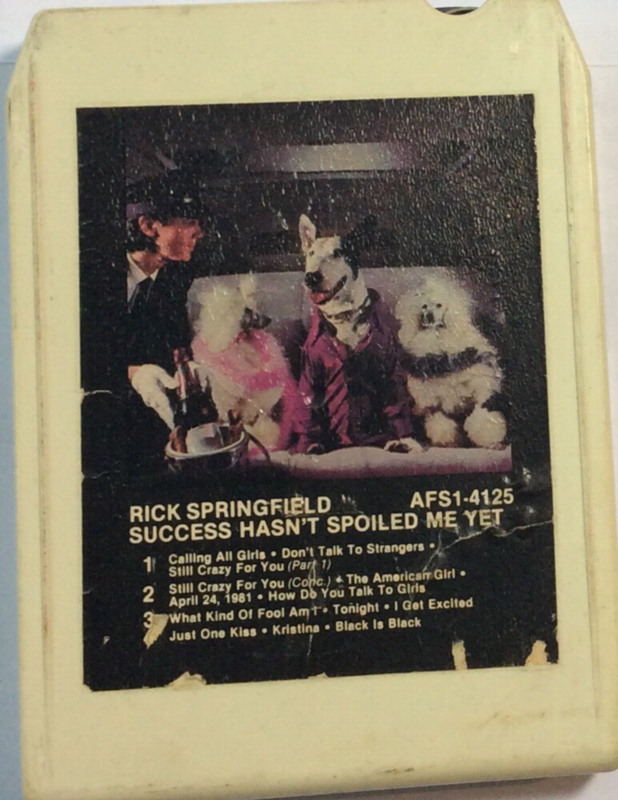 RICK SPRINGFIELD AFS1-4125
SUCCESS HASN'T SPOILED ME YET
1 Calling All Girls • Don't Talk To Strangers •
Still Crazy For You (Part 1)
2 Still Crazy For You (Conc.) • The American Girl •
April 24, 1981 • How Do You Talk To Girls
3 What Kind Of Fool Am I • Tonight • I Get Excited
Just One Kiss • Kristina • Black Is Black